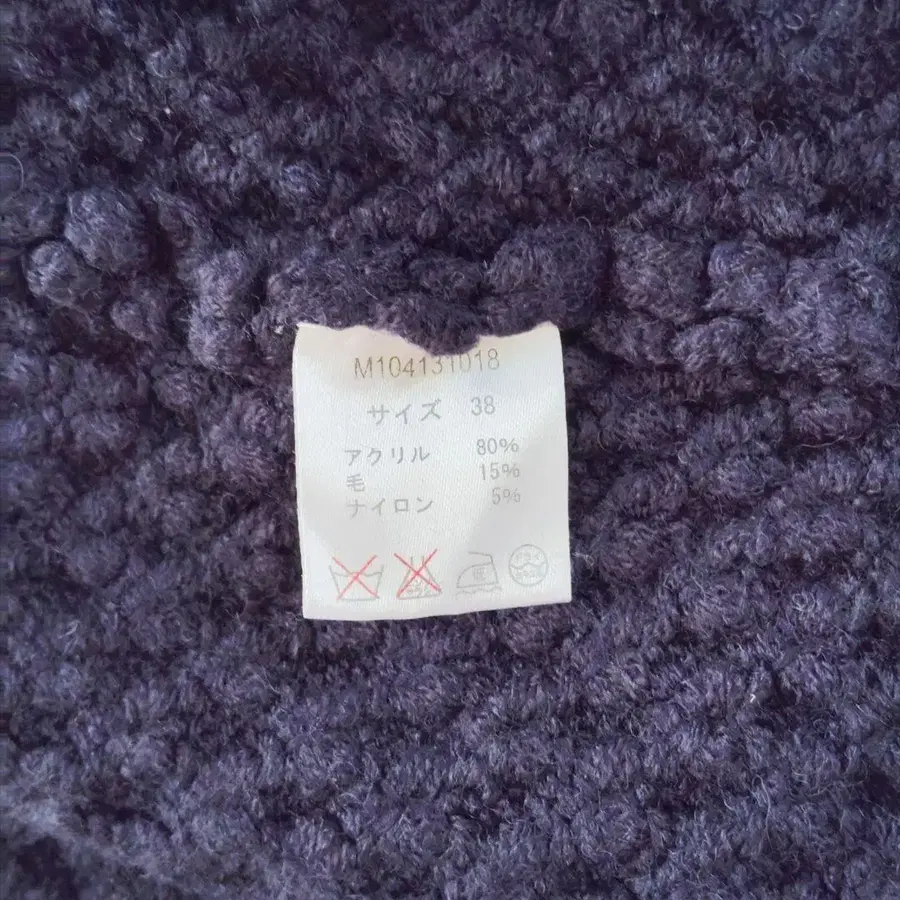 M104131018
サイズ 38
アクリル 80%
毛 15%
ナイロン 5%